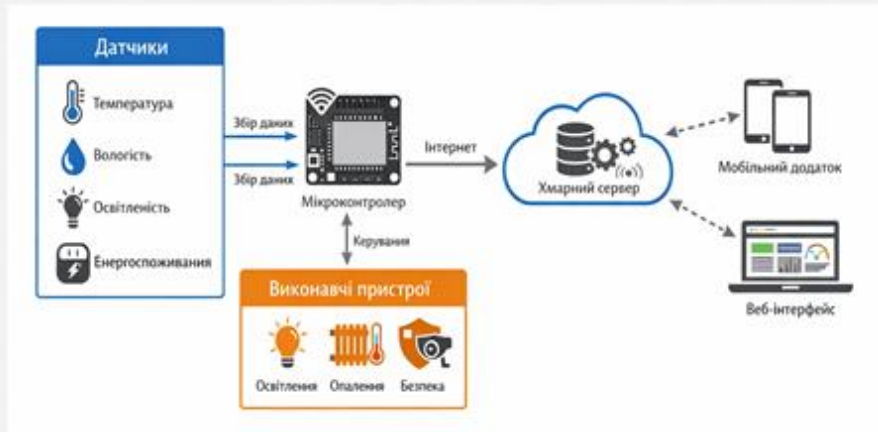 Датчики
Температура
Вологість
Освітленість
Енергоспоживання
Збір даних
Збір даних
Мікроконтролер
Інтернет
Керування
Виконавчі пристрої
Освітлення
Опалення
Безпека
Хмарний сервер
Мобільний додаток
Веб-інтерфейс